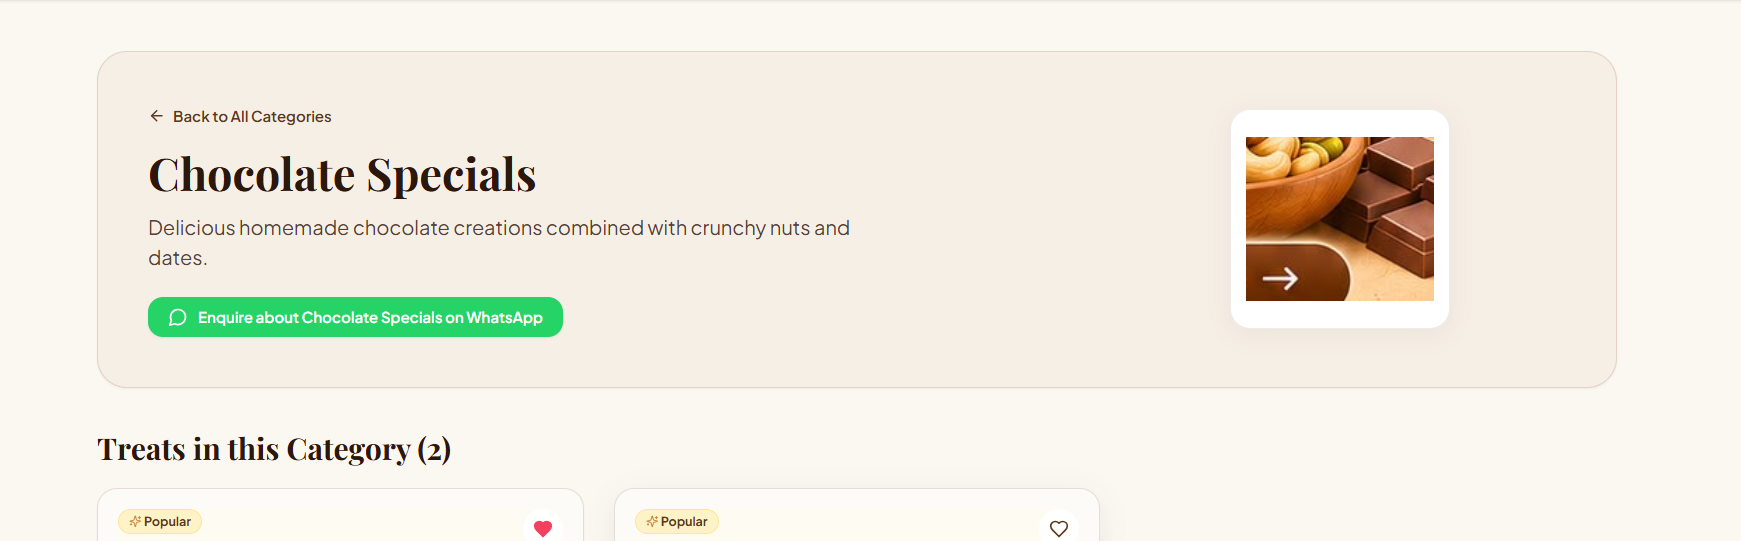 Back to All Categories
Chocolate Specials
Delicious homemade chocolate creations combined with crunchy nuts and
dates.
Enquire about Chocolate Specials on WhatsApp
Treats in this Category (2)
Popular
Popular